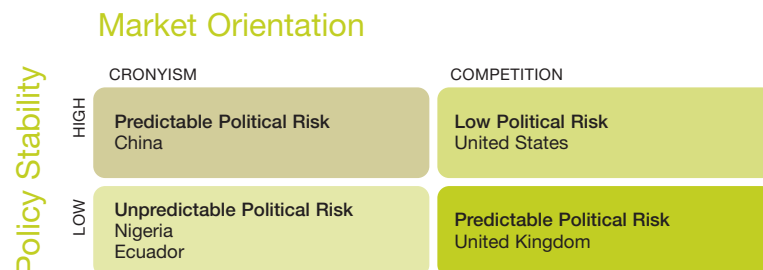 Market Orientation
CRONYISM
COMPETITION
Policy Stability
HIGH
Predictable Political Risk
China
Low Political Risk
United States
LOW
Unpredictable Political Risk
Nigeria
Ecuador
Predictable Political Risk
United Kingdom